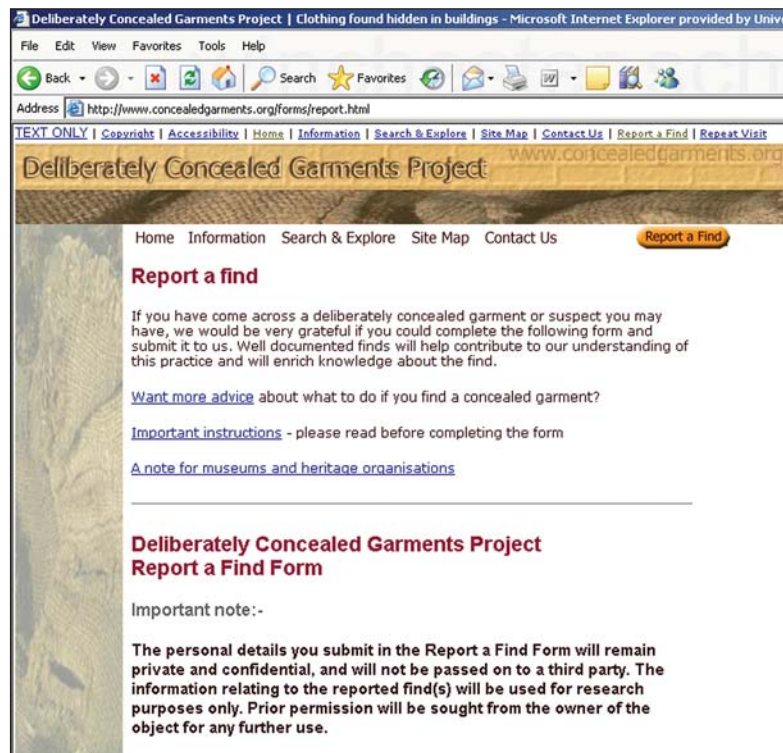 Deliberately Concealed Garments Project | Clothing found hidden in buildings - Microsoft Internet Explorer provided by Unive
File Edit View Favorites Tools Help
Back Search Favorites
Address http://www.concealedgarments.org/forms/report.html
TEXT ONLY | Copyright | Accessibility | Home | Information | Search & Explore | Site Map | Contact Us | Report a Find | Repeat Visit
www.concealedgarments.org
Deliberately Concealed Garments Project
Home Information Search & Explore Site Map Contact Us Report a Find
Report a find
If you have come across a deliberately concealed garment or suspect you may
have, we would be very grateful if you could complete the following form and
submit it to us. Well documented finds will help contribute to our understanding of
this practice and will enrich knowledge about the find.
Want more advice about what to do if you find a concealed garment?
Important instructions - please read before completing the form
A note for museums and heritage organisations
Deliberately Concealed Garments Project
Report a Find Form
Important note:-
The personal details you submit in the Report a Find Form will remain
private and confidential, and will not be passed on to a third party. The
information relating to the reported find(s) will be used for research
purposes only. Prior permission will be sought from the owner of the
object for any further use.